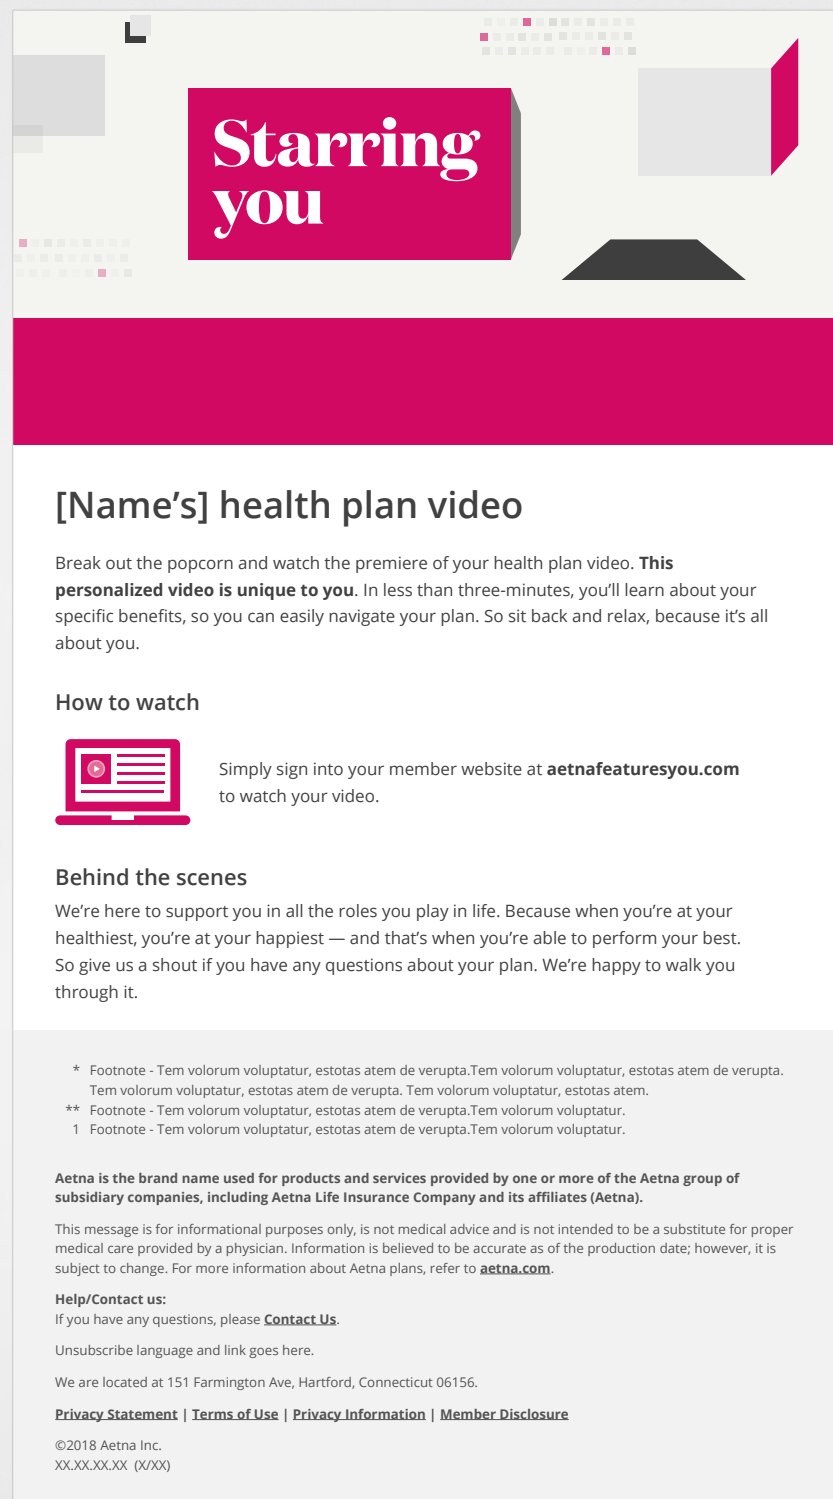 Starring
you
[Name’s] health plan video
Break out the popcorn and watch the premiere of your health plan video. This
personalized video is unique to you. In less than three-minutes, you’ll learn about your
specific benefits, so you can easily navigate your plan. So sit back and relax, because it’s all
about you.
How to watch
Simply sign into your member website at aetnafeaturesyou.com
to watch your video.
Behind the scenes
We’re here to support you in all the roles you play in life. Because when you’re at your
healthiest, you’re at your happiest — and that’s when you’re able to perform your best.
So give us a shout if you have any questions about your plan. We’re happy to walk you
through it.
* Footnote - Tem volorum voluptatur, estotas atem de verupta.Tem volorum voluptatur, estotas atem de verupta.
Tem volorum voluptatur, estotas atem de verupta. Tem volorum voluptatur, estotas atem.
** Footnote - Tem volorum voluptatur, estotas atem de verupta.Tem volorum voluptatur.
1 Footnote - Tem volorum voluptatur, estotas atem de verupta.Tem volorum voluptatur.
Aetna is the brand name used for products and services provided by one or more of the Aetna group of
subsidiary companies, including Aetna Life Insurance Company and its affiliates (Aetna).
This message is for informational purposes only, is not medical advice and is not intended to be a substitute for proper
medical care provided by a physician. Information is believed to be accurate as of the production date; however, it is
subject to change. For more information about Aetna plans, refer to aetna.com.
Help/Contact us:
If you have any questions, please Contact Us.
Unsubscribe language and link goes here.
We are located at 151 Farmington Ave, Hartford, Connecticut 06156.
Privacy Statement | Terms of Use | Privacy Information | Member Disclosure
©2018 Aetna Inc.
XX.XX.XX.XX (X/XX)